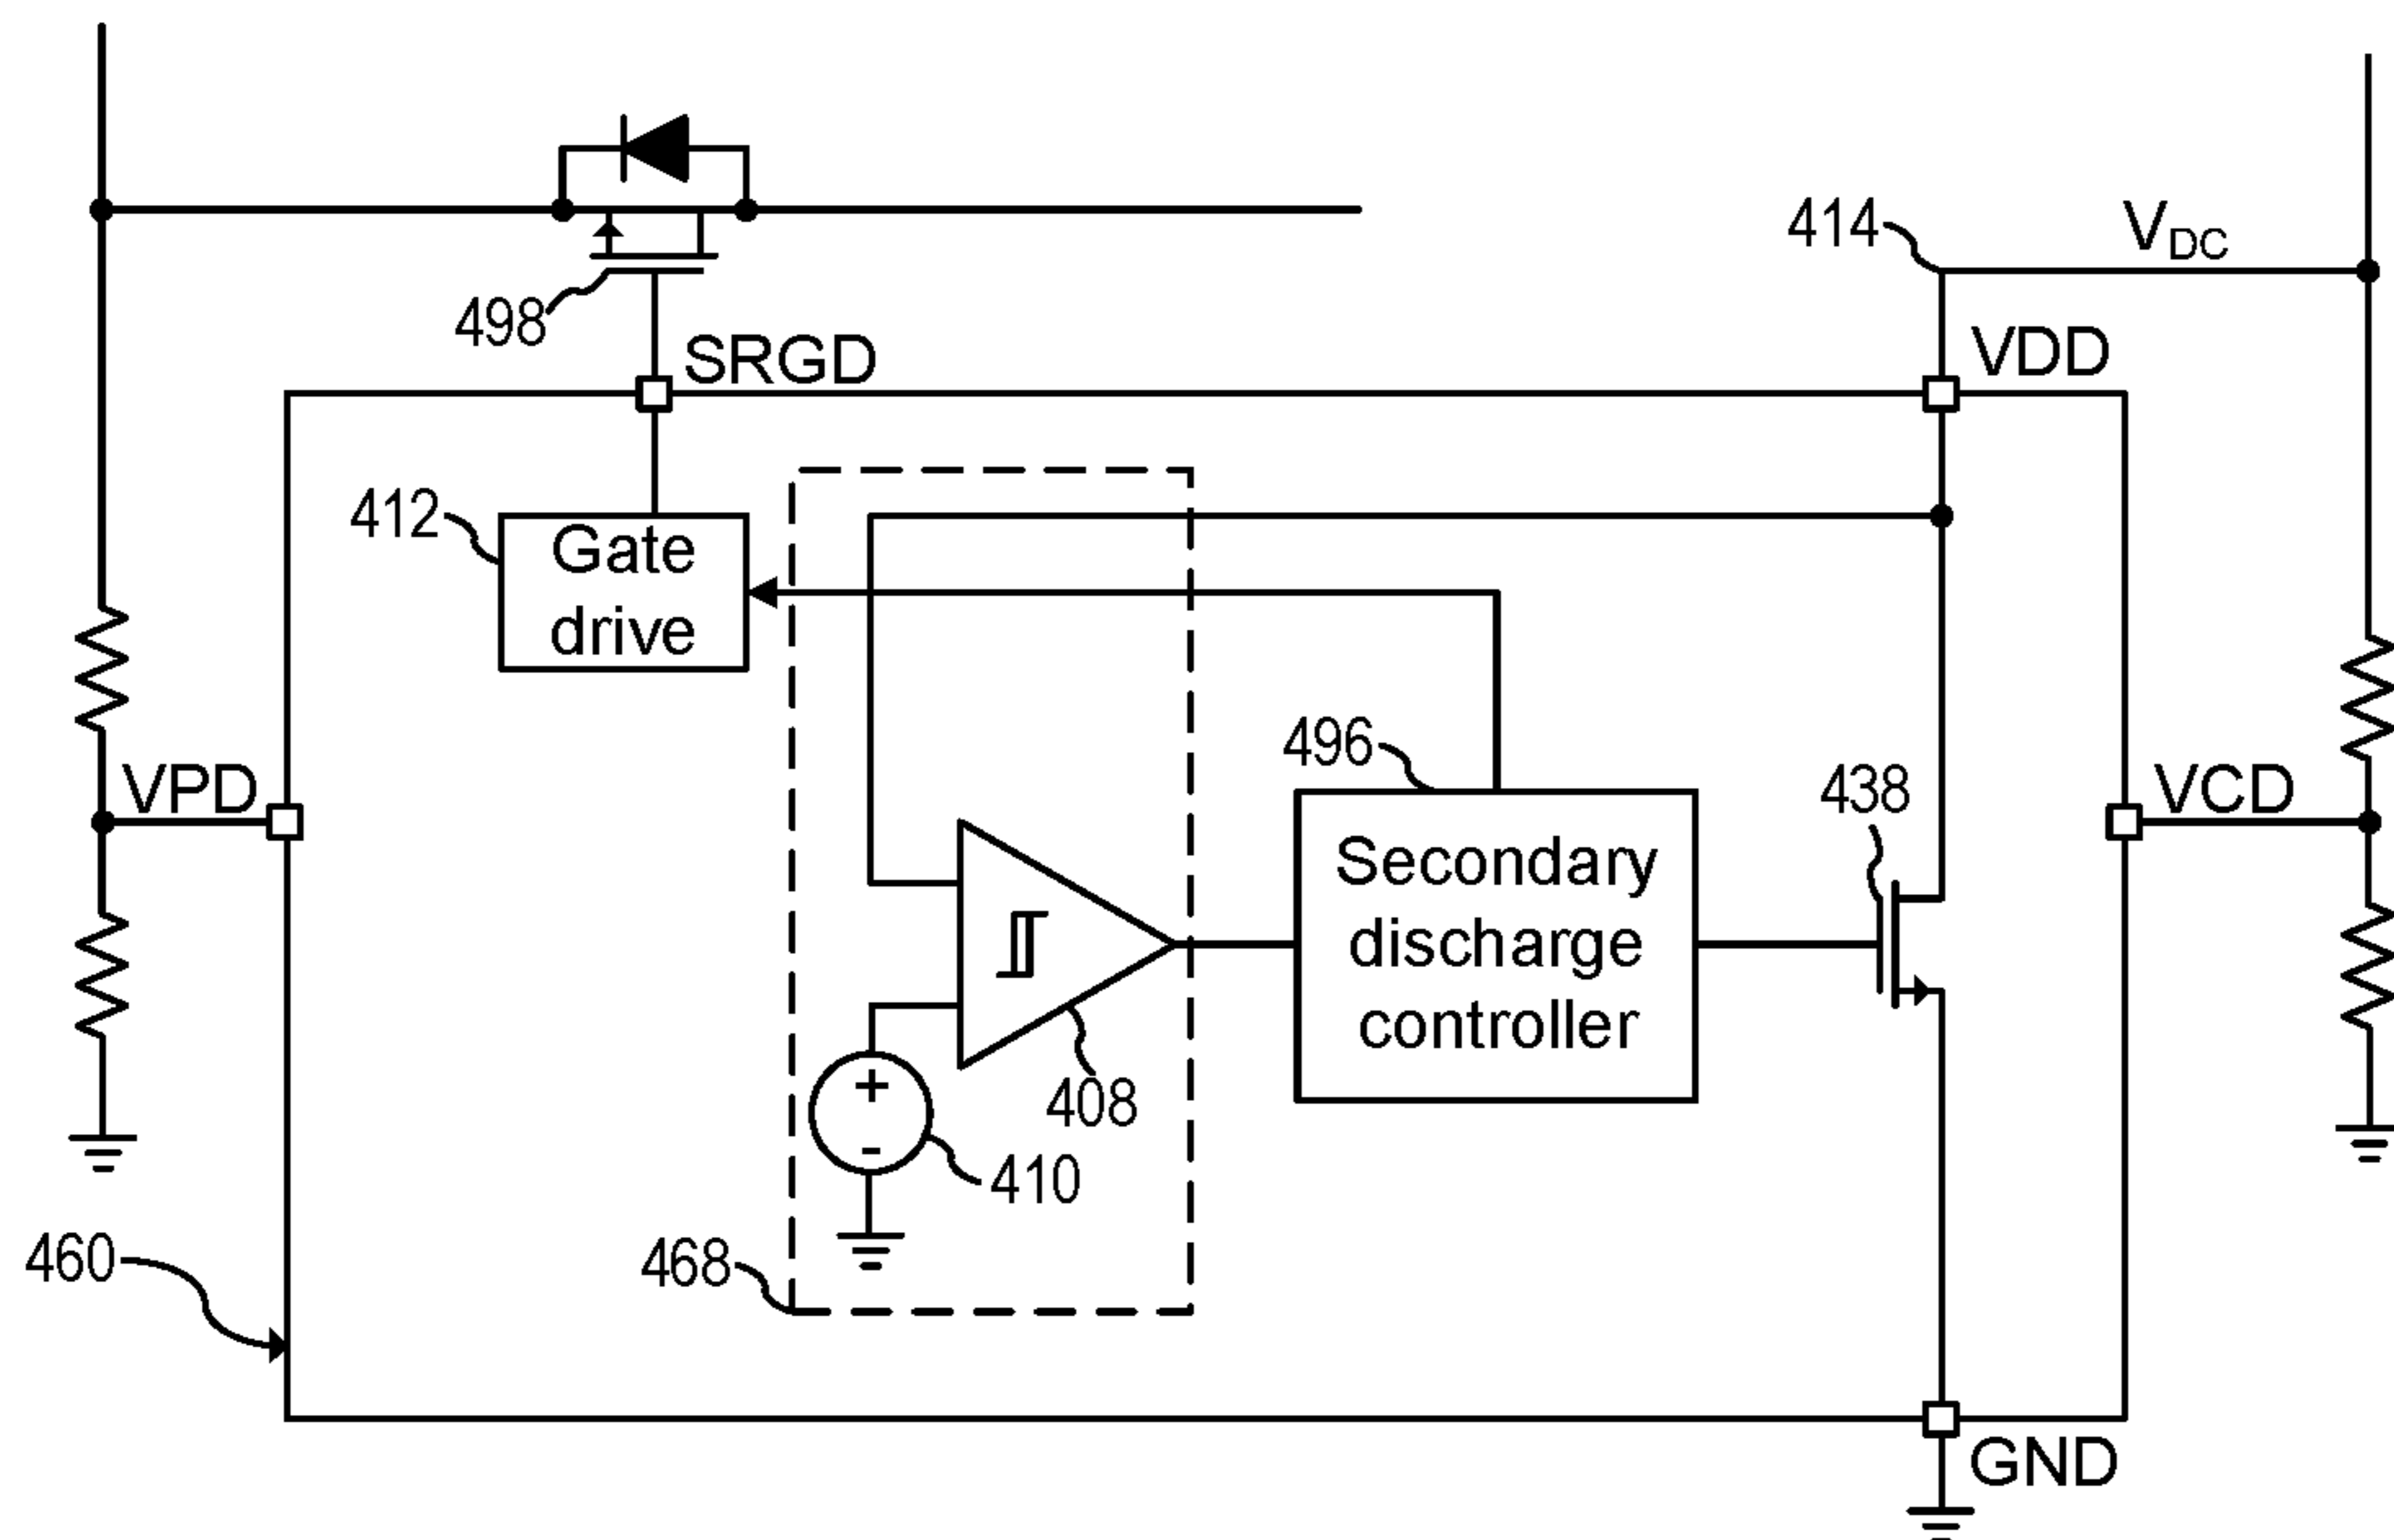 414
V_DC
498
SRGD
VDD
412
Gate
drive
496
438
VPD
VCD
Secondary
discharge
controller
+
-
408
410
460
468
GND